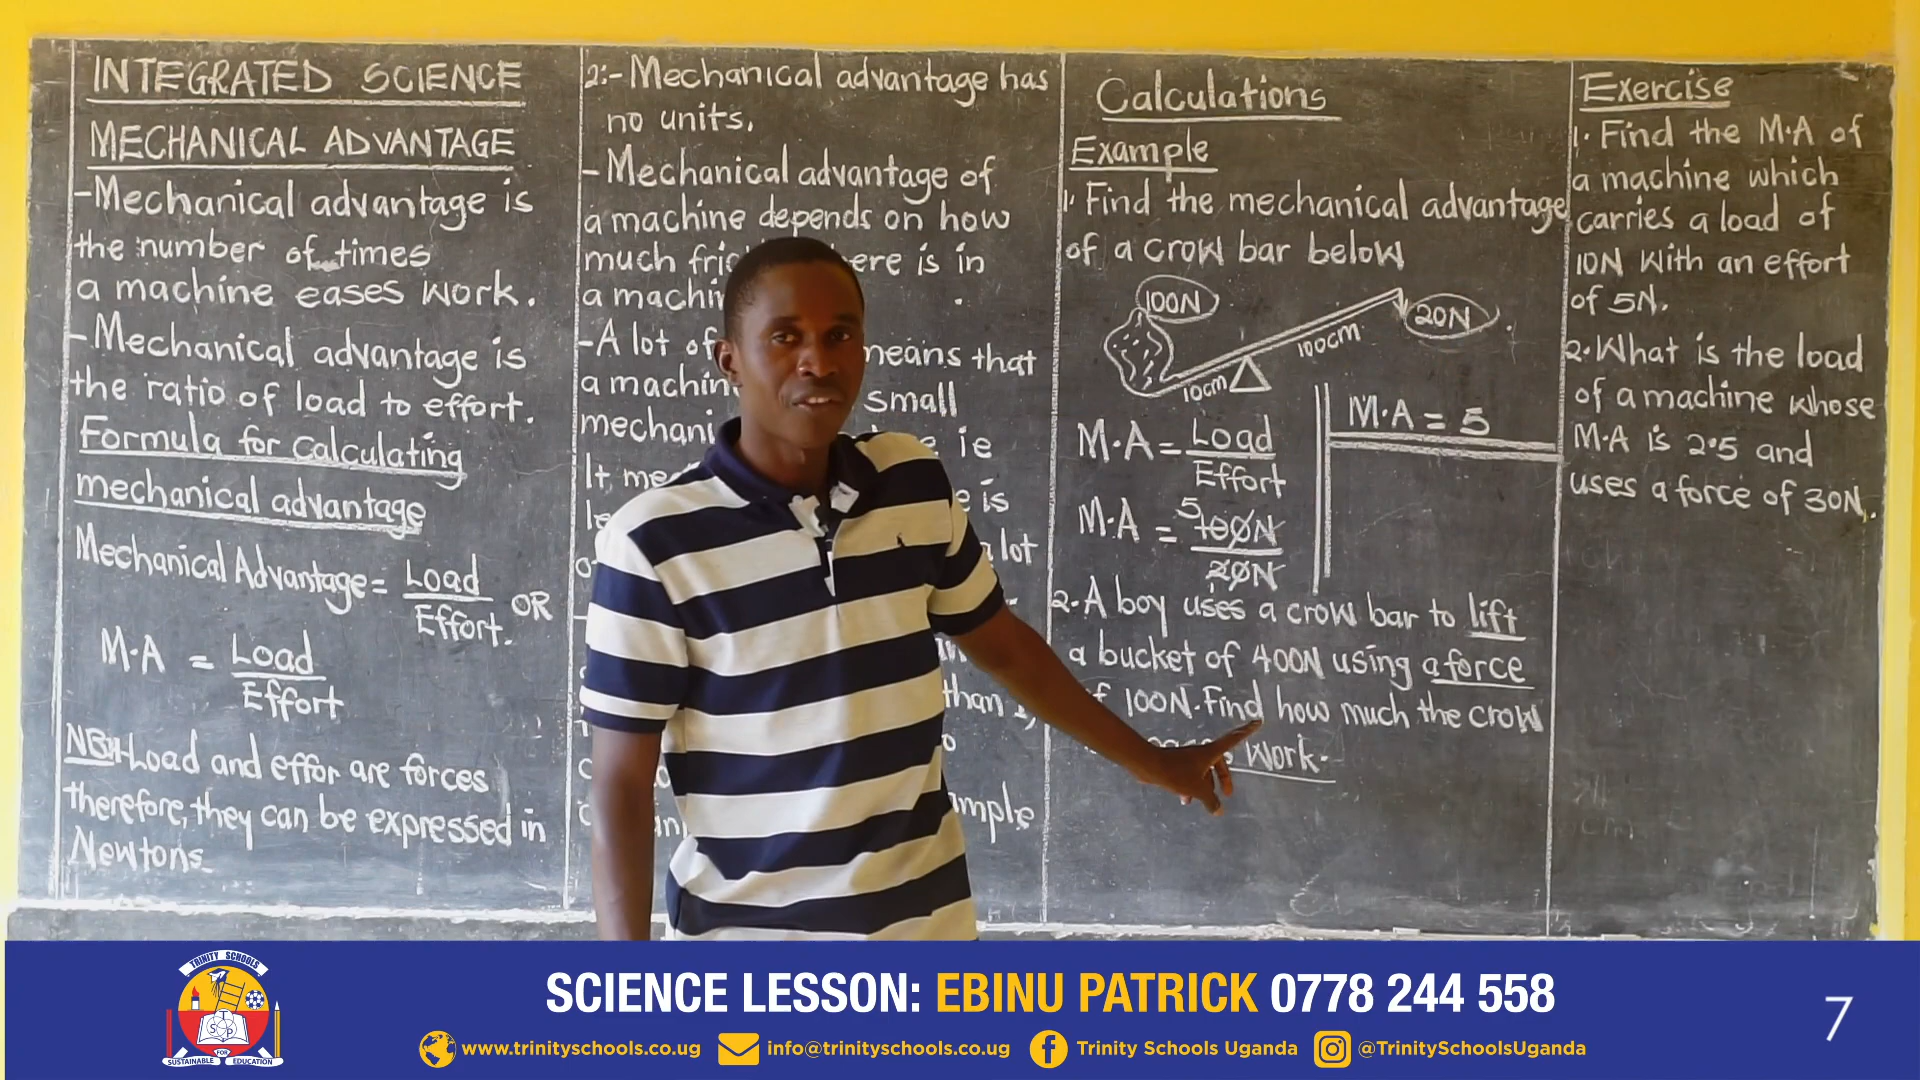 INTEGRATED SCIENCE
MECHANICAL ADVANTAGE
-Mechanical advantage is
the number of times
a machine eases work.
-Mechanical advantage is
the ratio of load to effort.
Formula for calculating
mechanical advantage
Mechanical Advantage = Load
Effort. OR
M.A = Load
Effort
NB:-Load and effor are forces
therefore, they can be expressed in
Newtons
2:- Mechanical advantage has
no units.
- Mechanical advantage of
a machine depends on how
much ere is in
a machin
-A lot of means that
a machin small
mechani ie
It me is
lot
than
mple
Calculations
Example
1. Find the mechanical advantage
of a crow bar below
100N
20N
100cm
10cm
M.A = Load
Effort
M.A = 5
M.A = 5 100N
20N
2. A boy uses a crow bar to lift
a bucket of 400N using a force
100N. Find how much the crow
work.
Exercise
1. Find the M.A of
a machine which
carries a load of
10N with an effort
of 5N.
2. What is the load
of a machine whose
M.A is 2.5 and
uses a force of 30N.
TRINITY SCHOOLS
STP
SUSTAINABLE FOR EDUCATION
SCIENCE LESSON: EBINU PATRICK 0778 244 558
www.trinityschools.co.ug info@trinityschools.co.ug Trinity Schools Uganda @TrinitySchoolsUganda
7